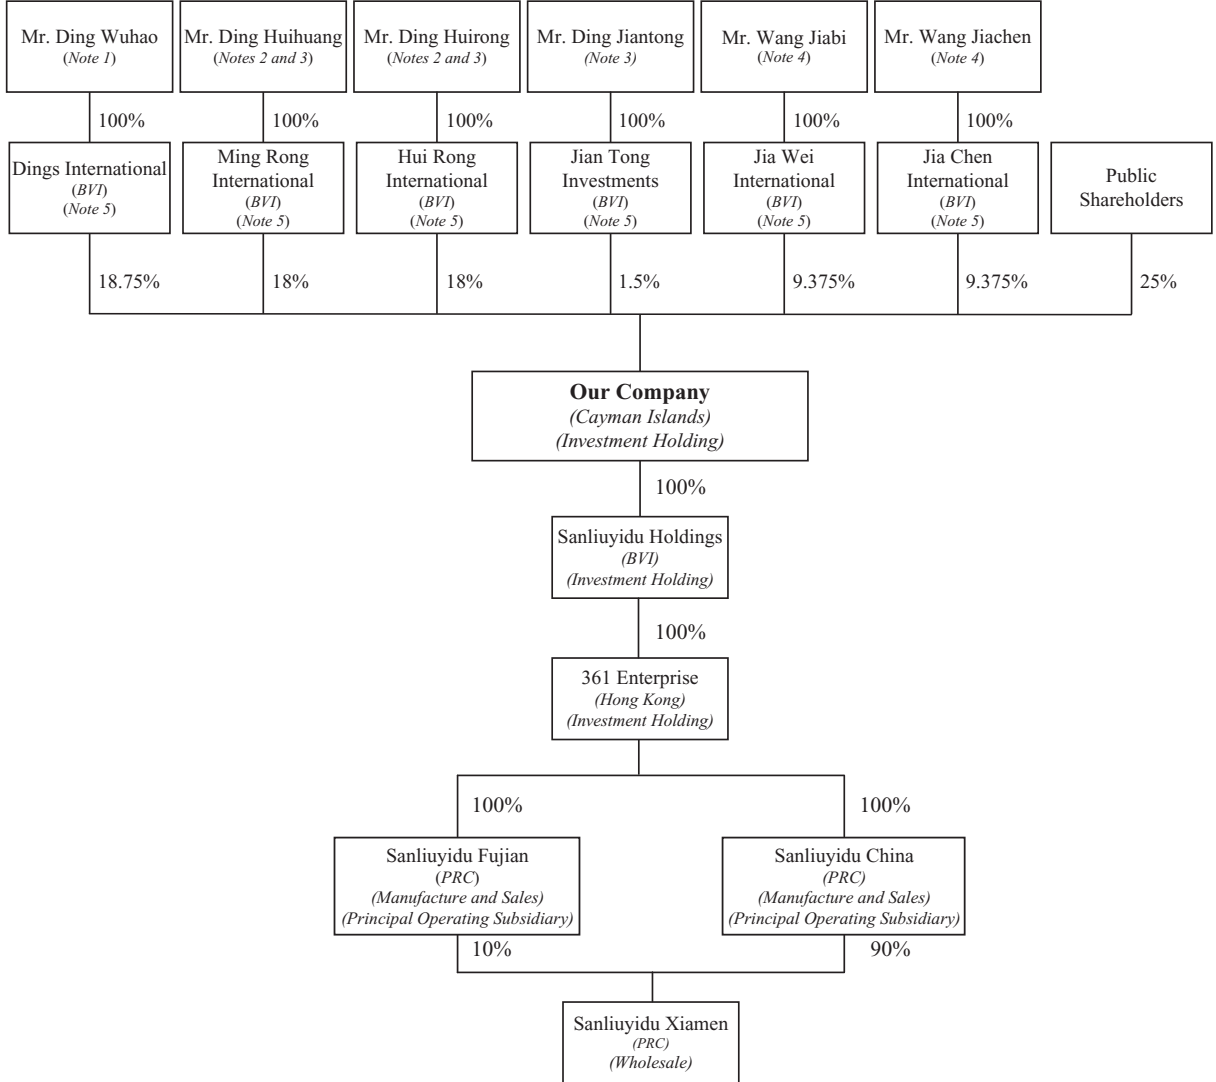 Mr. Ding Wuhao
(Note 1)
Mr. Ding Huihuang
(Notes 2 and 3)
Mr. Ding Huirong
(Notes 2 and 3)
Mr. Ding Jiantong
(Note 3)
Mr. Wang Jiabi
(Note 4)
Mr. Wang Jiachen
(Note 4)
100%
100%
100%
100%
100%
100%
Dings International
(BVI)
(Note 5)
Ming Rong
International
(BVI)
(Note 5)
Hui Rong
International
(BVI)
(Note 5)
Jian Tong
Investments
(BVI)
(Note 5)
Jia Wei
International
(BVI)
(Note 5)
Jia Chen
International
(BVI)
(Note 5)
Public
Shareholders
18.75%
18%
18%
1.5%
9.375%
9.375%
25%
Our Company
(Cayman Islands)
(Investment Holding)
100%
Sanliuyidu Holdings
(BVI)
(Investment Holding)
100%
361 Enterprise
(Hong Kong)
(Investment Holding)
100%
100%
Sanliuyidu Fujian
(PRC)
(Manufacture and Sales)
(Principal Operating Subsidiary)
Sanliuyidu China
(PRC)
(Manufacture and Sales)
(Principal Operating Subsidiary)
10%
90%
Sanliuyidu Xiamen
(PRC)
(Wholesale)